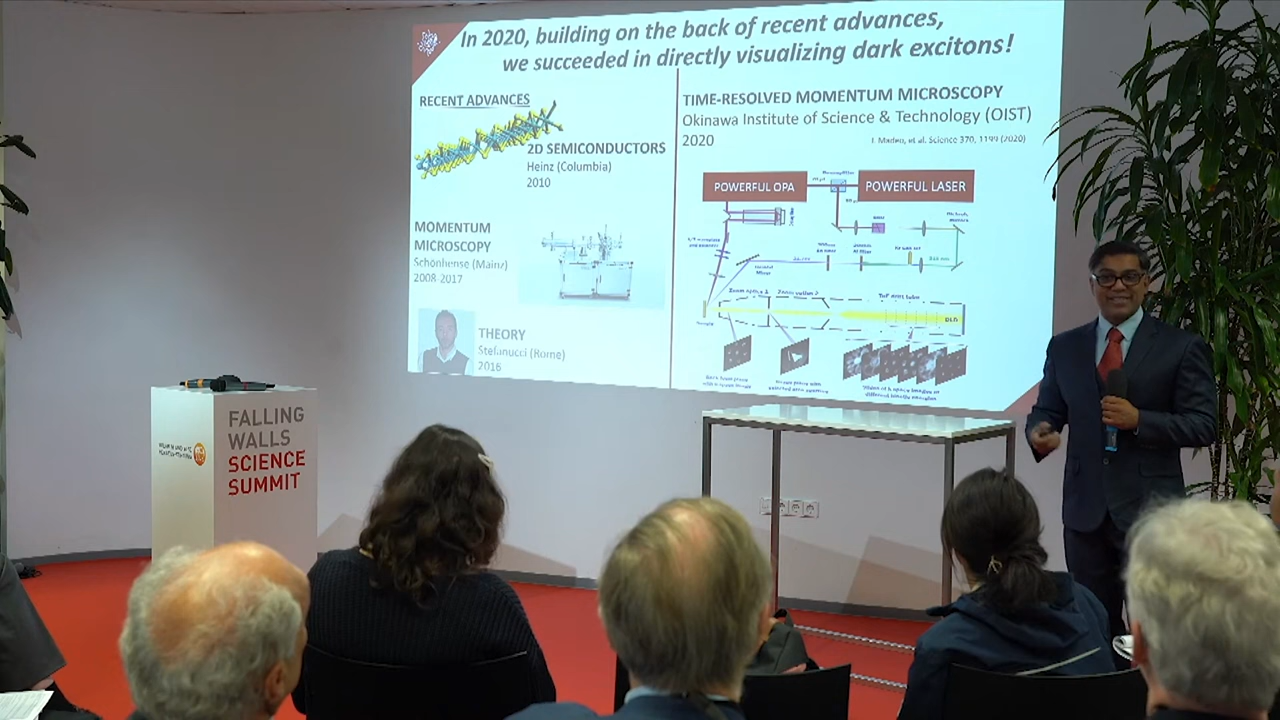 In 2020, building on the back of recent advances,
we succeeded in directly visualizing dark excitons!
RECENT ADVANCES
2D SEMICONDUCTORS
Heinz (Columbia)
2010
MOMENTUM
MICROSCOPY
Schönhense (Mainz)
2008-2017
THEORY
Stefanucci (Rome)
2016
TIME-RESOLVED MOMENTUM MICROSCOPY
Okinawa Institute of Science & Technology (OIST)
2020
J. Madeo, et al. Science 370, 1199 (2020)
POWERFUL OPA
POWERFUL LASER
FALLING
WALLS
SCIENCE
SUMMIT